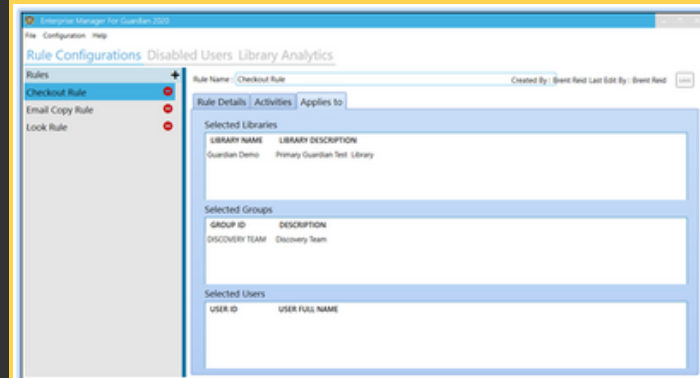 Enterprise Manager For Guardian 2020
File Configuration Help
Rule Configurations Disabled Users Library Analytics
Rules +
Checkout Rule
Email Copy Rule
Look Rule
Rule Name : Checkout Rule Created By : Brent Reid Last Edit By : Brent Reid
Rule Details Activities Applies to
Selected Libraries
LIBRARY NAME LIBRARY DESCRIPTION
Guardian Demo Primary Guardian Test Library
Selected Groups
GROUP ID DESCRIPTION
DISCOVERY TEAM Discovery Team
Selected Users
USER ID USER FULL NAME